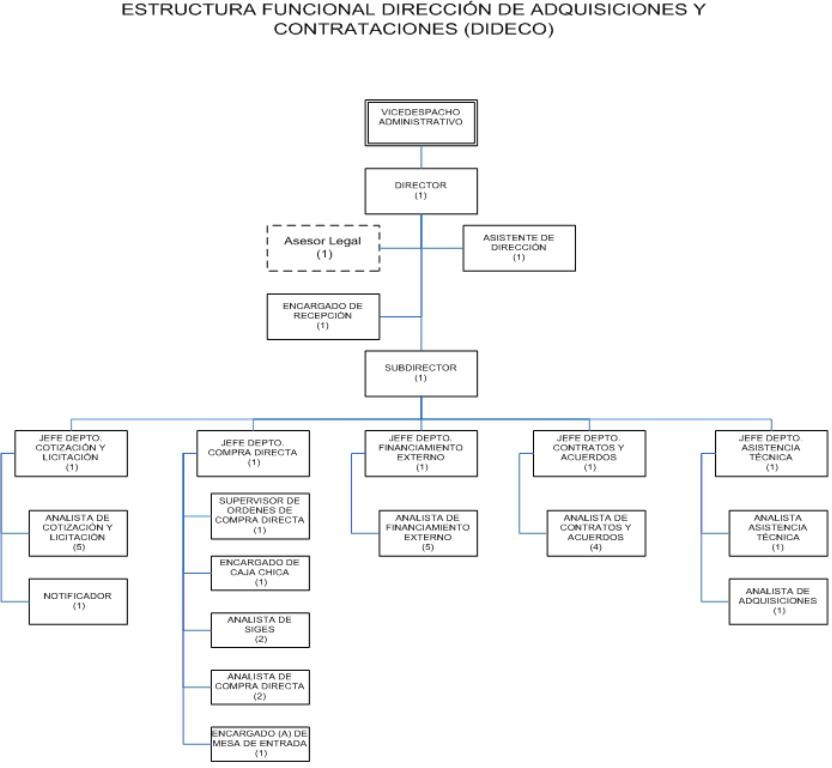 ESTRUCTURA FUNCIONAL DIRECCIÓN DE ADQUISICIONES Y
CONTRATACIONES (DIDECO)
VICEDESPACHO
ADMINISTRATIVO
DIRECTOR
(1)
Asesor Legal
(1)
ASISTENTE DE
DIRECCIÓN
(1)
ENCARGADO DE
RECEPCIÓN
(1)
SUBDIRECTOR
(1)
JEFE DEPTO.
COTIZACIÓN Y
LICITACIÓN
(1)
ANALISTA DE
COTIZACIÓN Y
LICITACIÓN
(5)
NOTIFICADOR
(1)
JEFE DEPTO.
COMPRA DIRECTA
(1)
SUPERVISOR DE
ORDENES DE
COMPRA DIRECTA
(1)
ENCARGADO DE
CAJA CHICA
(1)
ANALISTA DE
SIGES
(2)
ANALISTA DE
COMPRA DIRECTA
(2)
ENCARGADO (A) DE
MESA DE ENTRADA
(1)
JEFE DEPTO.
FINANCIAMIENTO
EXTERNO
(1)
ANALISTA DE
FINANCIAMIENTO
EXTERNO
(5)
JEFE DEPTO.
CONTRATOS Y
ACUERDOS
(1)
ANALISTA DE
CONTRATOS Y
ACUERDOS
(4)
JEFE DEPTO.
ASISTENCIA
TÉCNICA
(1)
ANALISTA
ASISTENCIA
TÉCNICA
(1)
ANALISTA DE
ADQUISICIONES
(1)